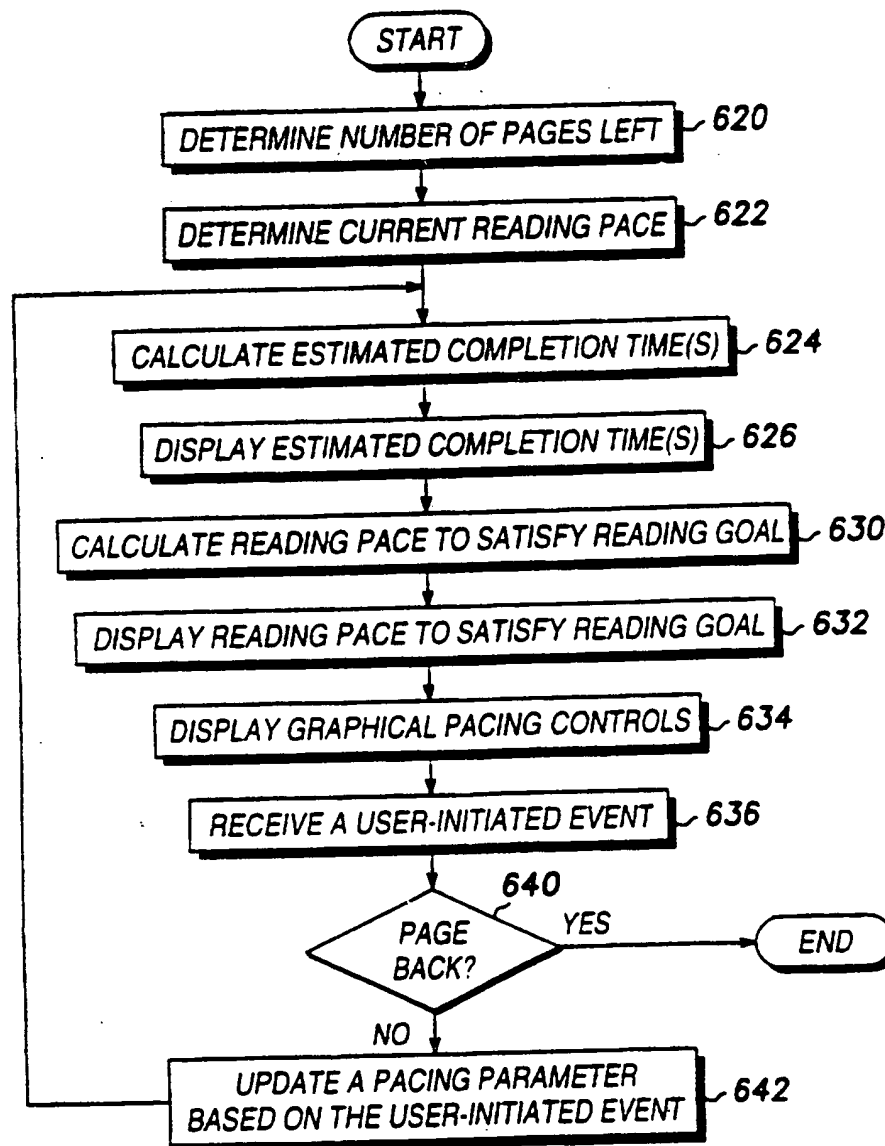 START
DETERMINE NUMBER OF PAGES LEFT
620
DETERMINE CURRENT READING PACE
622
CALCULATE ESTIMATED COMPLETION TIME(S)
624
DISPLAY ESTIMATED COMPLETION TIME(S)
626
CALCULATE READING PACE TO SATISFY READING GOAL
630
DISPLAY READING PACE TO SATISFY READING GOAL
632
DISPLAY GRAPHICAL PACING CONTROLS
634
RECEIVE A USER-INITIATED EVENT
636
640
PAGE
BACK?
YES
END
NO
UPDATE A PACING PARAMETER
BASED ON THE USER-INITIATED EVENT
642